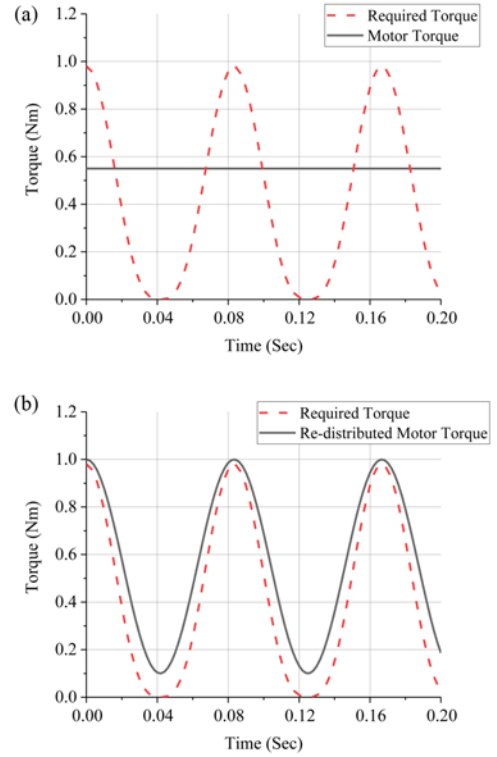 (a)
Required Torque
Motor Torque
1.2
1.0
0.8
0.6
0.4
0.2
0.0
Torque (Nm)
0.00 0.04 0.08 0.12 0.16 0.20
Time (Sec)
(b)
Required Torque
Re-distributed Motor Torque
1.2
1.0
0.8
0.6
0.4
0.2
0.0
Torque (Nm)
0.00 0.04 0.08 0.12 0.16 0.20
Time (Sec)